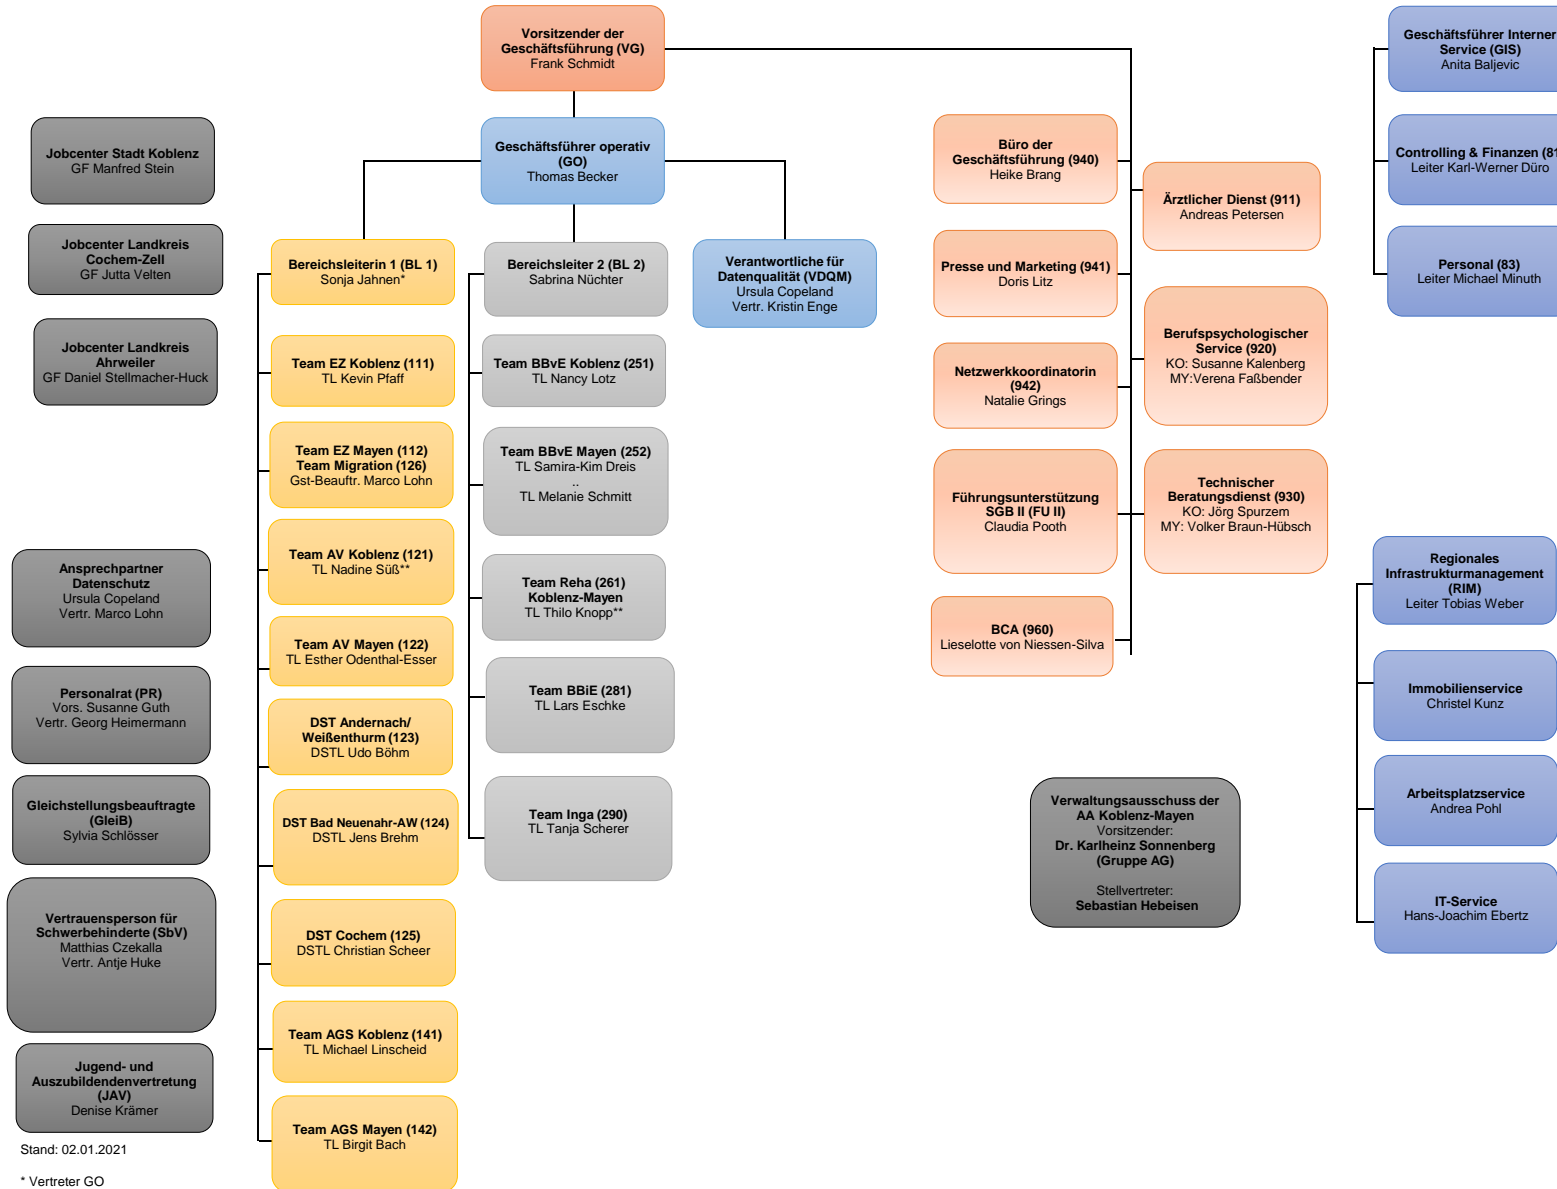 Vorsitzender der
Geschäftsführung (VG)
Frank Schmidt
Geschäftsführer operativ
(GO)
Thomas Becker
Jobcenter Stadt Koblenz
GF Manfred Stein
Jobcenter Landkreis
Cochem-Zell
GF Jutta Velten
Jobcenter Landkreis
Ahrweiler
GF Daniel Stellmacher-Huck
Ansprechpartner
Datenschutz
Ursula Copeland
Vertr. Marco Lohn
Personalrat (PR)
Vors. Susanne Guth
Vertr. Georg Heimermann
Gleichstellungsbeauftragte
(GleiB)
Sylvia Schlösser
Vertrauensperson für
Schwerbehinderte (SbV)
Matthias Czekalla
Vertr. Antje Huke
Jugend- und
Auszubildendenvertretung
(JAV)
Denise Krämer
Stand: 02.01.2021
* Vertreter GO
Bereichsleiterin 1 (BL 1)
Sonja Jahnen*
Team EZ Koblenz (111)
TL Kevin Pfaff
Team EZ Mayen (112)
Team Migration (126)
Gst-Beauftr. Marco Lohn
Team AV Koblenz (121)
TL Nadine Süß**
Team AV Mayen (122)
TL Esther Odenthal-Esser
DST Andernach/
Weißenthurm (123)
DSTL Udo Böhm
DST Bad Neuenahr-AW (124)
DSTL Jens Brehm
DST Cochem (125)
DSTL Christian Scheer
Team AGS Koblenz (141)
TL Michael Linscheid
Team AGS Mayen (142)
TL Birgit Bach
Bereichsleiter 2 (BL 2)
Sabrina Nüchter
Team BBvE Koblenz (251)
TL Nancy Lotz
Team BBvE Mayen (252)
TL Samira-Kim Dreis
..
TL Melanie Schmitt
Team Reha (261)
Koblenz-Mayen
TL Thilo Knopp**
Team BBiE (281)
TL Lars Eschke
Team Inga (290)
TL Tanja Scherer
Verantwortliche für
Datenqualität (VDQM)
Ursula Copeland
Vertr. Kristin Enge
Büro der
Geschäftsführung (940)
Heike Brang
Presse und Marketing (941)
Doris Litz
Netzwerkkoordinatorin
(942)
Natalie Grings
Führungsunterstützung
SGB II (FU II)
Claudia Pooth
BCA (960)
Lieselotte von Niessen-Silva
Ärztlicher Dienst (911)
Andreas Petersen
Berufspsychologischer
Service (920)
KO: Susanne Kalenberg
MY:Verena Faßbender
Technischer
Beratungsdienst (930)
KO: Jörg Spurzem
MY: Volker Braun-Hübsch
Verwaltungsausschuss der
AA Koblenz-Mayen
Vorsitzender:
Dr. Karlheinz Sonnenberg
(Gruppe AG)
Stellvertreter:
Sebastian Hebeisen
Geschäftsführer Interner
Service (GIS)
Anita Baljevic
Controlling & Finanzen (81
Leiter Karl-Werner Düro
Personal (83)
Leiter Michael Minuth
Regionales
Infrastrukturmanagement
(RIM)
Leiter Tobias Weber
Immobilienservice
Christel Kunz
Arbeitsplatzservice
Andrea Pohl
IT-Service
Hans-Joachim Ebertz